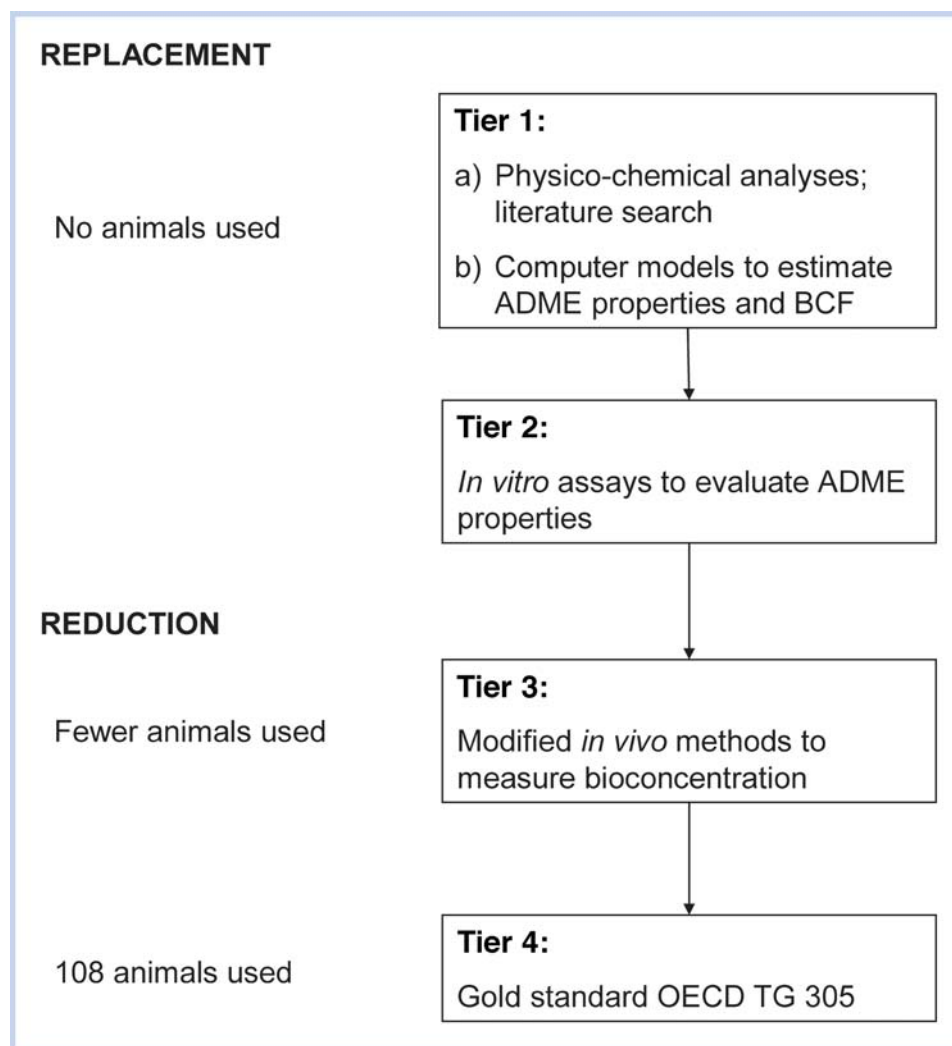 REPLACEMENT
Tier 1:
a) Physico-chemical analyses;
literature search
No animals used
b) Computer models to estimate
ADME properties and BCF
Tier 2:
In vitro assays to evaluate ADME
properties
REDUCTION
Tier 3:
Fewer animals used
Modified in vivo methods to
measure bioconcentration
Tier 4:
108 animals used
Gold standard OECD TG 305